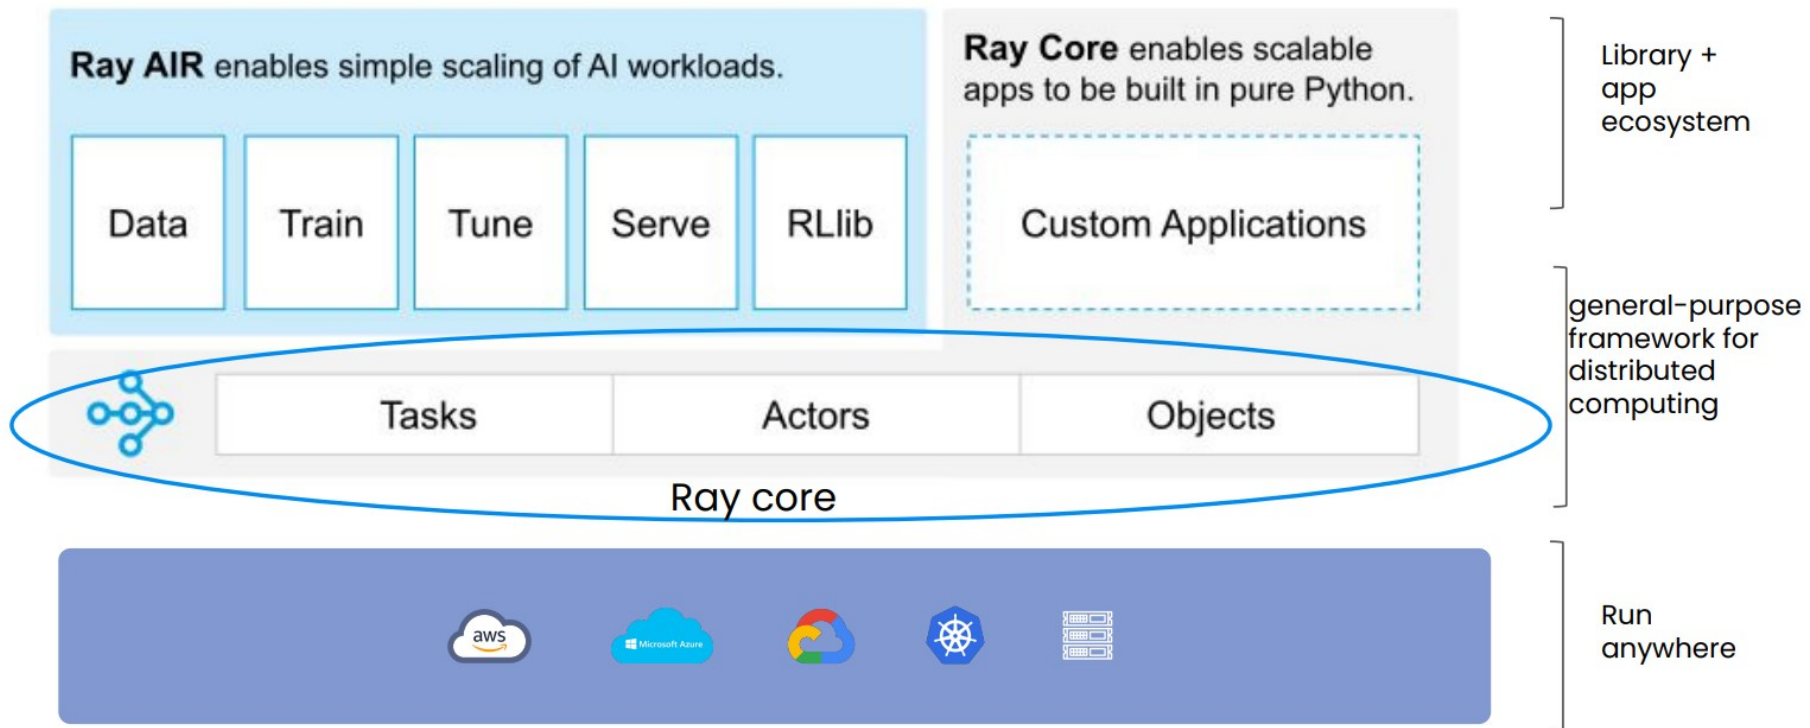 Ray AIR enables simple scaling of AI workloads.
Data
Train
Tune
Serve
RLlib
Ray Core enables scalable
apps to be built in pure Python.
Custom Applications
Library +
app
ecosystem
Tasks
Actors
Objects
Ray core
general-purpose
framework for
distributed
computing
aws
Microsoft Azure
Run
anywhere